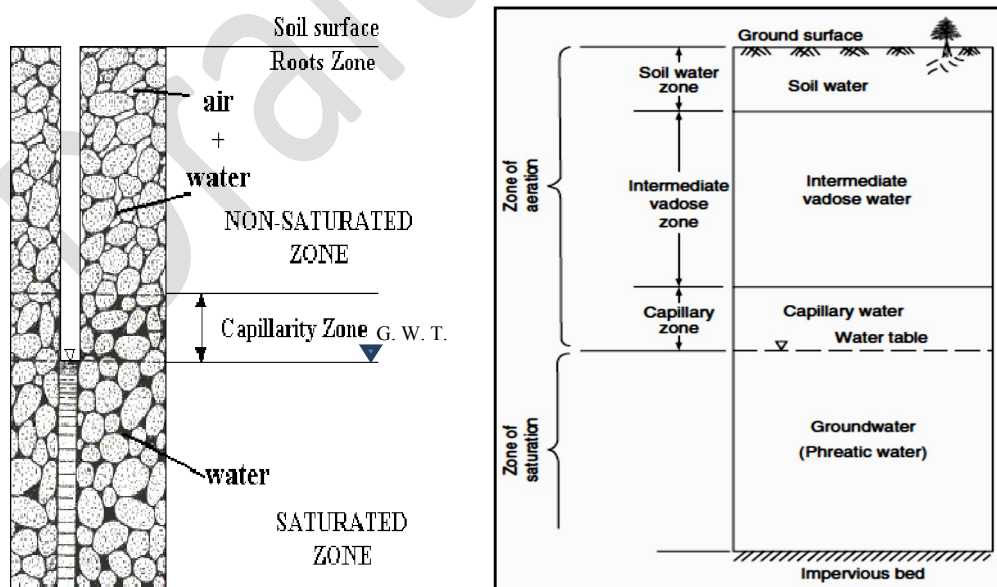 Draft
Soil surface
Roots Zone
air
+
water
NON-SATURATED
ZONE
Capillarity Zone
G. W. T.
water
SATURATED
ZONE
Ground surface
Soil water
zone
Soil water
Zone of
aeration
Intermediate
vadose
zone
Intermediate
vadose water
Capillary
zone
Capillary water
Water table
Zone of
saturation
Groundwater
(Phreatic water)
Impervious bed